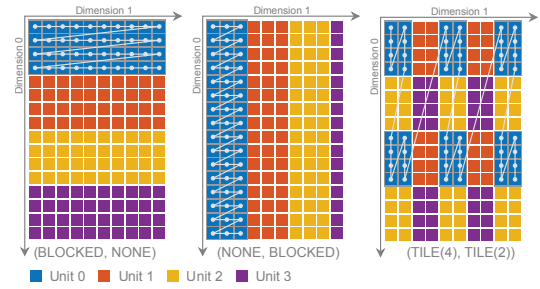 Dimension 1
Dimension 0
(BLOCKED, NONE)
Dimension 1
Dimension 0
(NONE, BLOCKED)
Dimension 1
Dimension 0
(TILE(4), TILE(2))
Unit 0
Unit 1
Unit 2
Unit 3